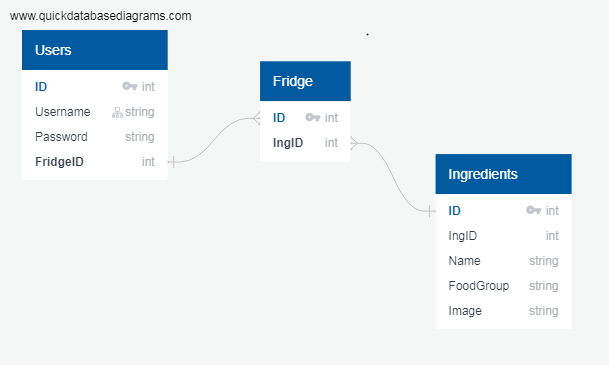 www.quickdatabasediagrams.com
Users
ID int
Username string
Password string
FridgeID int
Fridge
ID int
IngID int
Ingredients
ID int
IngID int
Name string
FoodGroup string
Image string